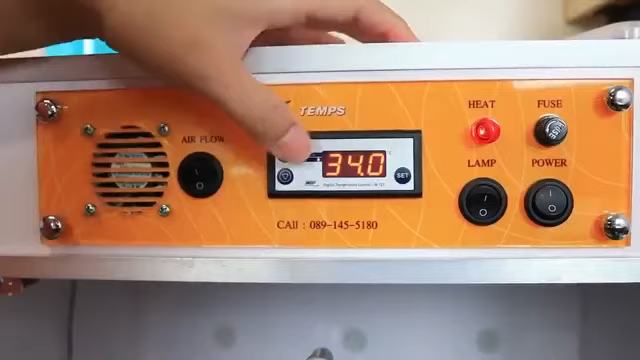 TEMPS
HEAT
FUSE
AIR FLOW
34.0
SET
LAMP
POWER
CAll : 089-145-5180